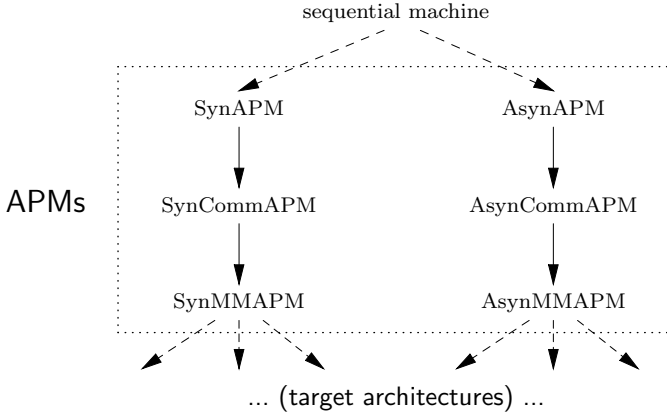 sequential machine
SynAPM AsynAPM
APMs
SynCommAPM AsynCommAPM
SynMMAPM AsynMMAPM
... (target architectures) ...